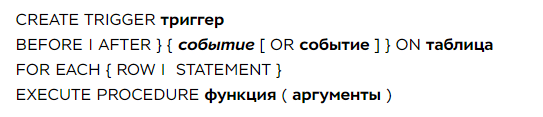 CREATE TRIGGER триггер
BEFORE | AFTER } { событие [ OR событие ] } ON таблица
FOR EACH { ROW | STATEMENT }
EXECUTE PROCEDURE функция ( аргументы )